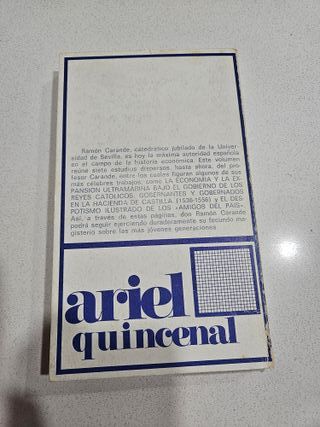 Ramón Carande, catedrático jubilado de la Univer-
sidad de Sevilla, es hoy la máxima autoridad española
en el campo de la historia económica. Este volumen
reúne siete estudios dispersos, hasta ahora, del pro-
fesor Carande, entre los cuales figuran algunos de sus
más célebres trabajos, como LA ECONOMIA Y LA EX-
PANSION ULTRAMARINA BAJO EL GOBIERNO DE LOS
REYES CATOLICOS, GOBERNANTES Y GOBERNADOS
EN LA HACIENDA DE CASTILLA (1536-1556) y EL DES-
POTISMO ILUSTRADO DE LOS «AMIGOS DEL PAIS».
Así, a través de estas páginas, don Ramón Carande
podrá seguir ejerciendo duraderamente su fecundo ma-
gisterio sobre las más jóvenes generaciones
ariel
quincenal